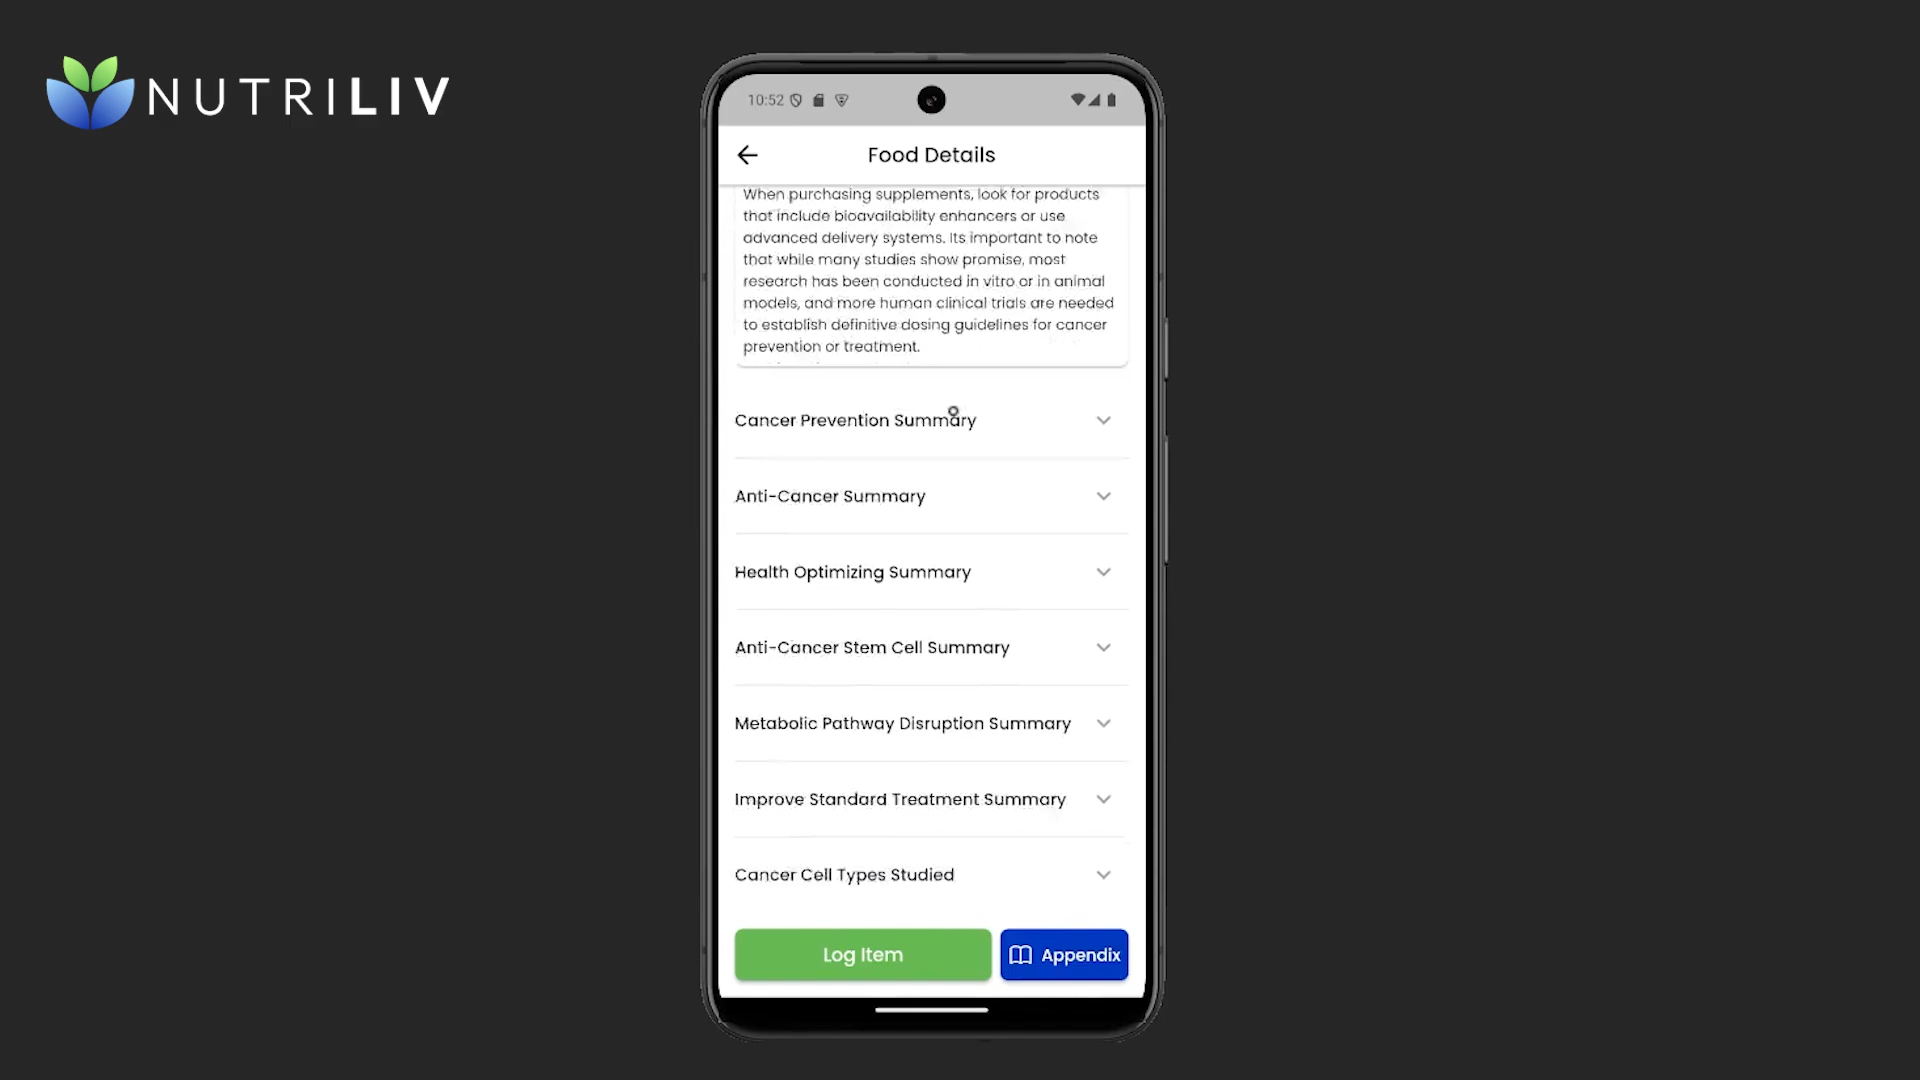 NUTRILIV
10:52
Food Details
When purchasing supplements, look for products
that include bioavailability enhancers or use
advanced delivery systems. Its important to note
that while many studies show promise, most
research has been conducted in vitro or in animal
models, and more human clinical trials are needed
to establish definitive dosing guidelines for cancer
prevention or treatment.
Cancer Prevention Summary
Anti-Cancer Summary
Health Optimizing Summary
Anti-Cancer Stem Cell Summary
Metabolic Pathway Disruption Summary
Improve Standard Treatment Summary
Cancer Cell Types Studied
Log Item
Appendix